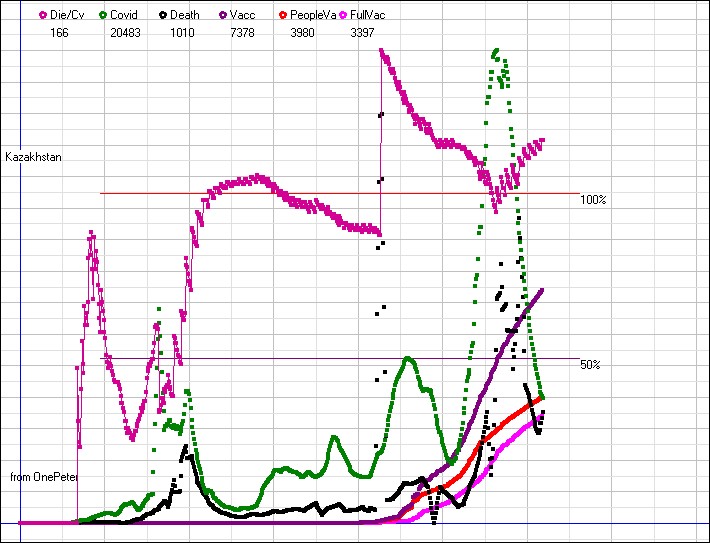 Die/Cv Covid Death Vacc PeopleVa FullVac
166 20483 1010 7378 3980 3397
Kazakhstan
100%
50%
from OnePeter